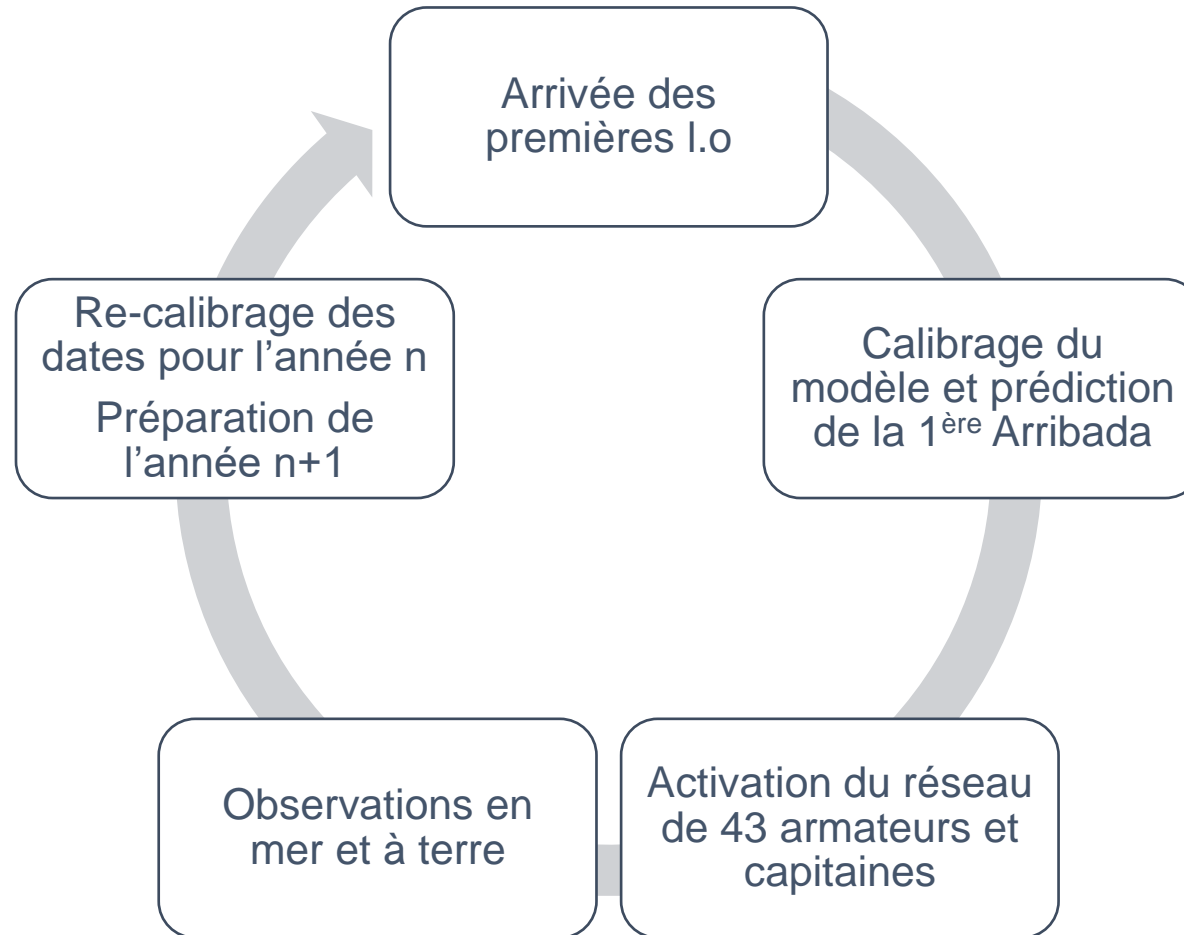 Arrivée des
premières l.o
Calibrage du
modèle et prédiction
de la 1ère Arribada
Activation du réseau
de 43 armateurs et
capitaines
Observations en
mer et à terre
Re-calibrage des
dates pour l’année n
Préparation de
l’année n+1